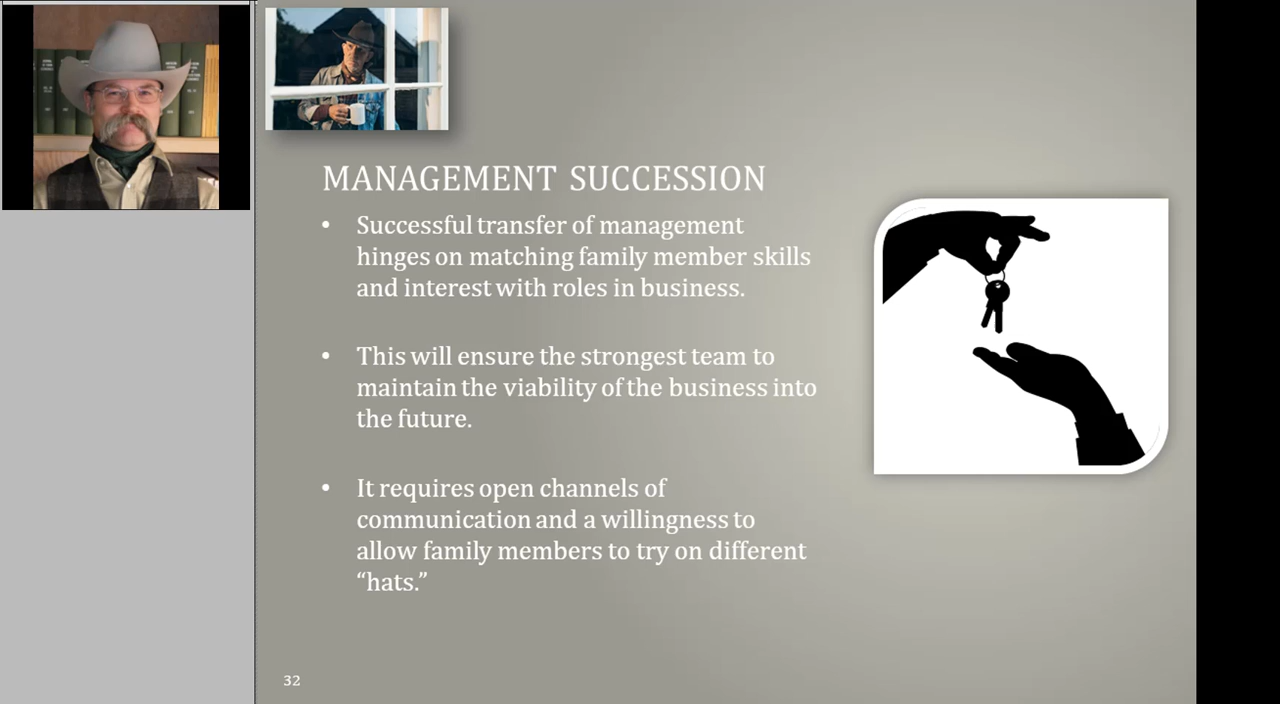 MANAGEMENT SUCCESSION
• Successful transfer of management
hinges on matching family member skills
and interest with roles in business.
• This will ensure the strongest team to
maintain the viability of the business into
the future.
• It requires open channels of
communication and a willingness to
allow family members to try on different
“hats.”
32